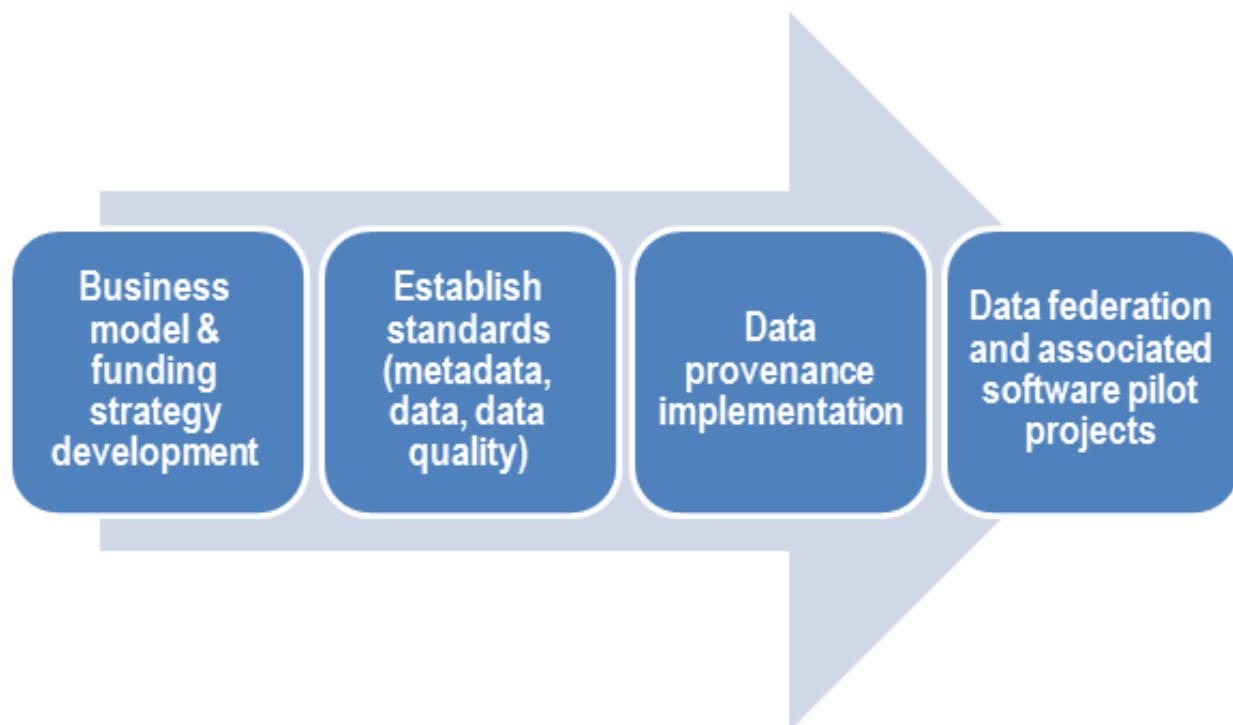 Business
model &
funding
strategy
development
Establish
standards
(metadata,
data, data
quality)
Data
provenance
implementation
Data federation
and associated
software pilot
projects